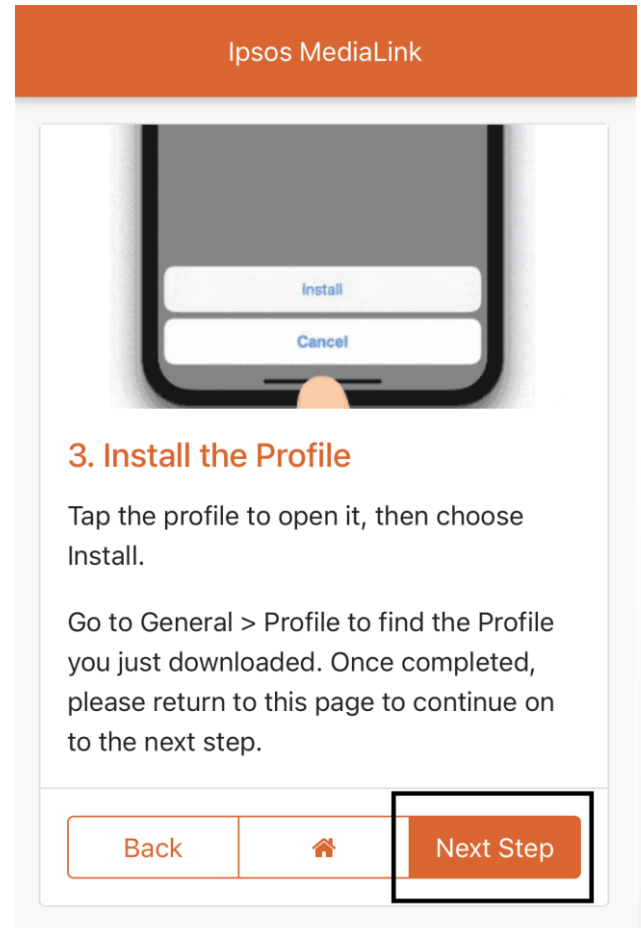 Ipsos MediaLink
Install
Cancel
3. Install the Profile
Tap the profile to open it, then choose
Install.
Go to General > Profile to find the Profile
you just downloaded. Once completed,
please return to this page to continue on
to the next step.
Back
Next Step